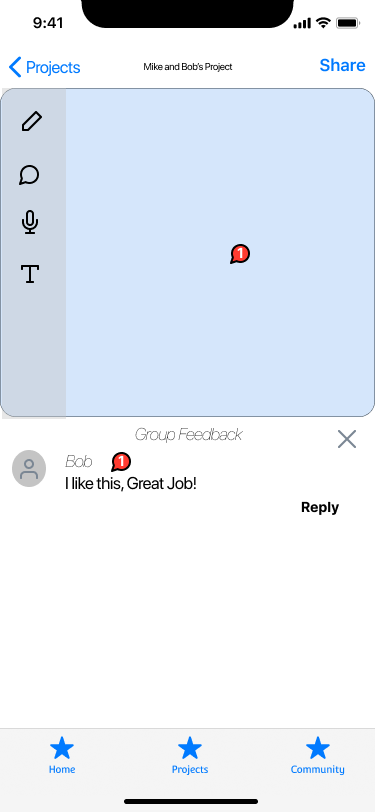 9:41
Projects
Mike and Bob's Project
Share
1
Group Feedback
Bob
1
I like this, Great Job!
Reply
Home
Projects
Community